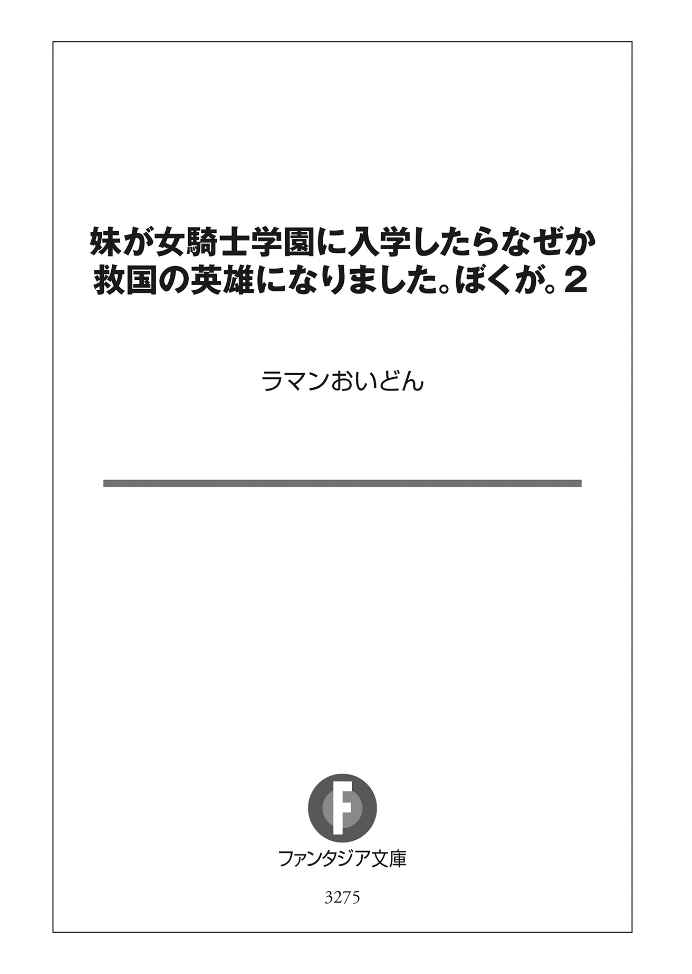 妹が女騎士学園に入学したらなぜか
救国の英雄になりました。ぼくが。2
ラマンおいどん
F
ファンタジア文庫
3275